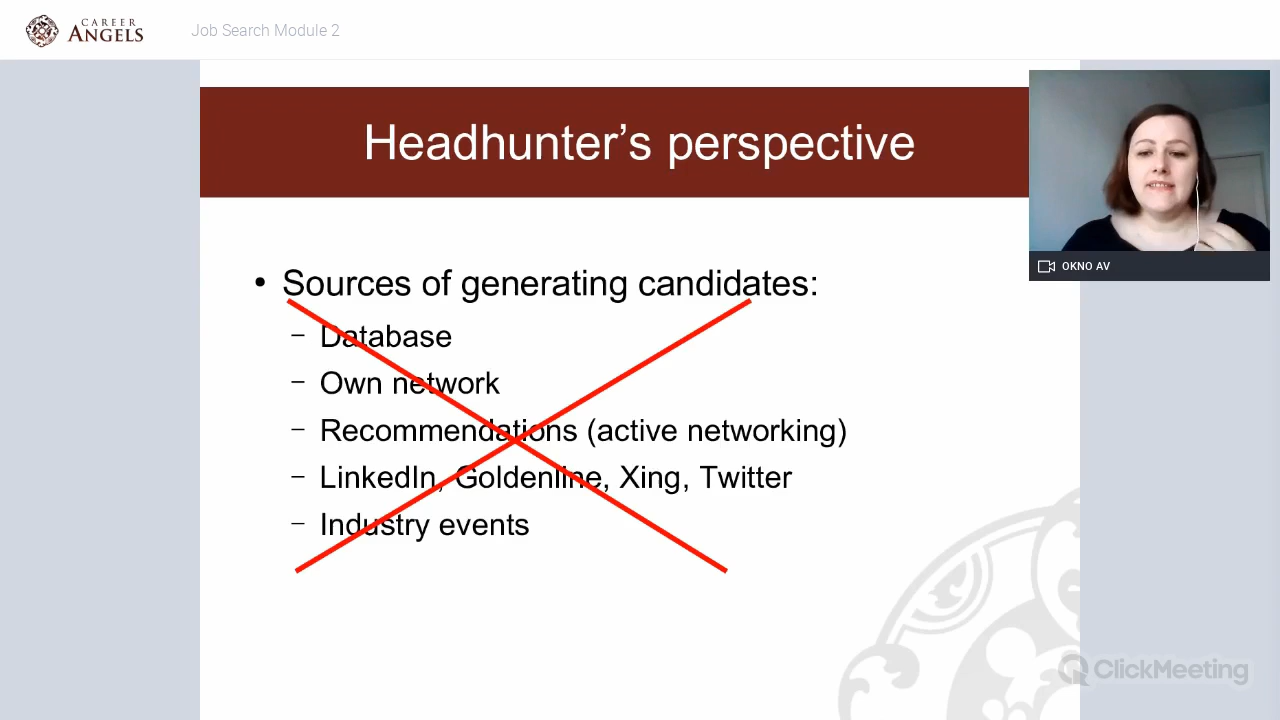 CAREER
ANGELS
Job Search Module 2
Headhunter’s perspective
OKNO AV
• Sources of generating candidates:
– Database
– Own network
– Recommendations (active networking)
– LinkedIn, Goldenline, Xing, Twitter
– Industry events
ClickMeeting